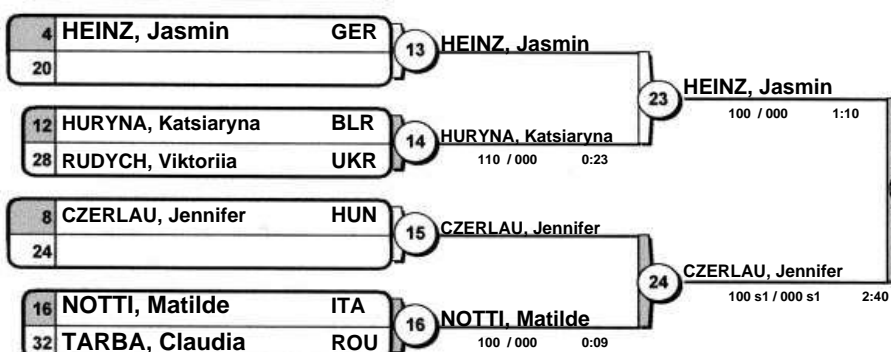 4 HEINZ, Jasmin GER
20
13 HEINZ, Jasmin
12 HURYNA, Katsiaryna BLR
28 RUDYCH, Viktoriia UKR
14 HURYNA, Katsiaryna
110 / 000 0:23
23 HEINZ, Jasmin
100 / 000 1:10
8 CZERLAU, Jennifer HUN
24
15 CZERLAU, Jennifer
16 NOTTI, Matilde ITA
32 TARBA, Claudia ROU
16 NOTTI, Matilde
100 / 000 0:09
24 CZERLAU, Jennifer
100 s1 / 000 s1 2:40